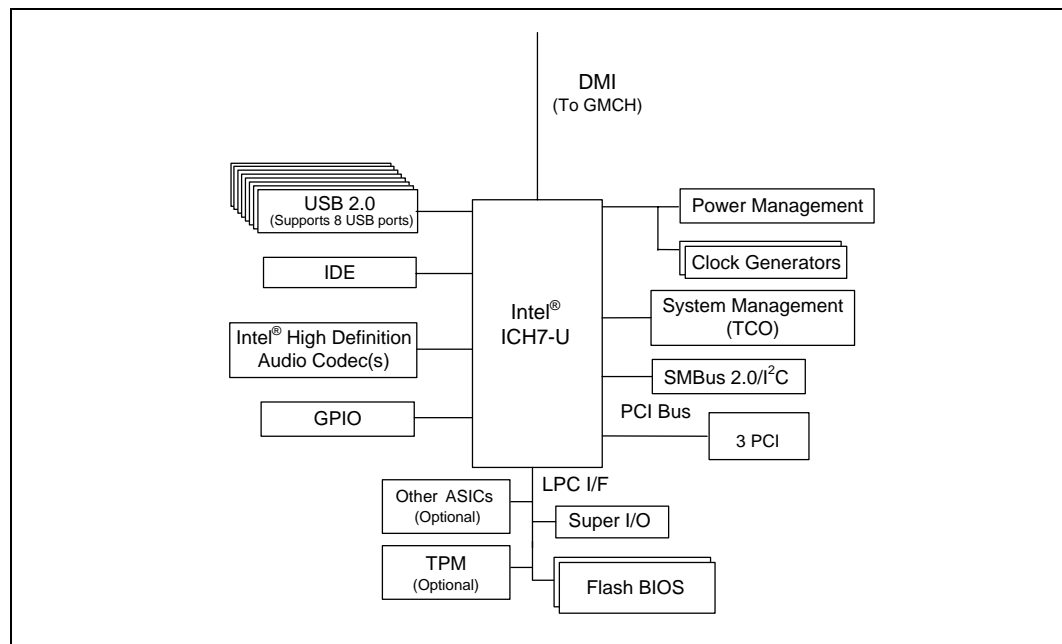 DMI
(To GMCH)
USB 2.0
(Supports 8 USB ports)
Power Management
IDE
Clock Generators
Intel® ICH7-U
System Management
(TCO)
Intel® High Definition
Audio Codec(s)
SMBus 2.0/I²C
GPIO
PCI Bus
3 PCI
LPC I/F
Other ASICs
(Optional)
Super I/O
TPM
(Optional)
Flash BIOS